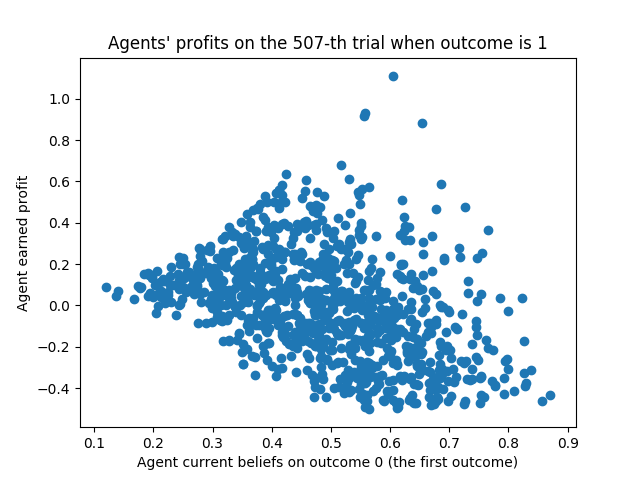 Agents' profits on the 507-th trial when outcome is 1
Agent earned profit
1.0
0.8
0.6
0.4
0.2
0.0
−0.2
−0.4
0.1 0.2 0.3 0.4 0.5 0.6 0.7 0.8 0.9
Agent current beliefs on outcome 0 (the first outcome)